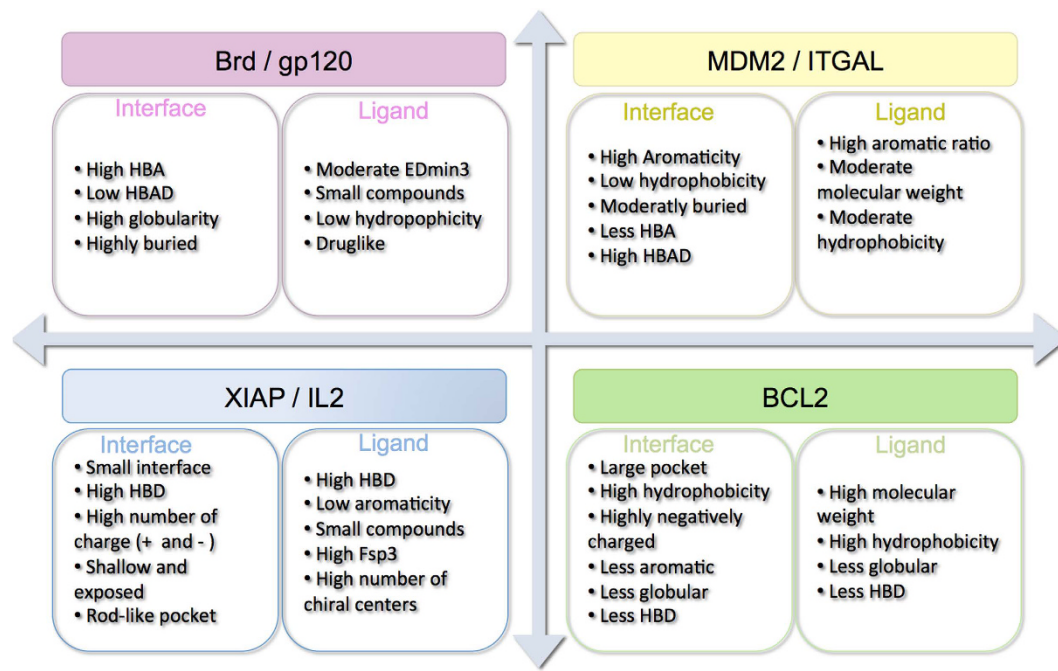 Brd / gp120
Interface
• High HBA
• Low HBAD
• High globularity
• Highly buried
Ligand
• Moderate EDmin3
• Small compounds
• Low hydropophicity
• Druglike
MDM2 / ITGAL
Interface
• High Aromaticity
• Low hydrophobicity
• Moderatly buried
• Less HBA
• High HBAD
Ligand
• High aromatic ratio
• Moderate
molecular weight
• Moderate
hydrophobicity
XIAP / IL2
Interface
• Small interface
• High HBD
• High number of
charge (+ and - )
• Shallow and
exposed
• Rod-like pocket
Ligand
• High HBD
• Low aromaticity
• Small compounds
• High Fsp3
• High number of
chiral centers
BCL2
Interface
• Large pocket
• High hydrophobicity
• Highly negatively
charged
• Less aromatic
• Less globular
• Less HBD
Ligand
• High molecular
weight
• High hydrophobicity
• Less globular
• Less HBD